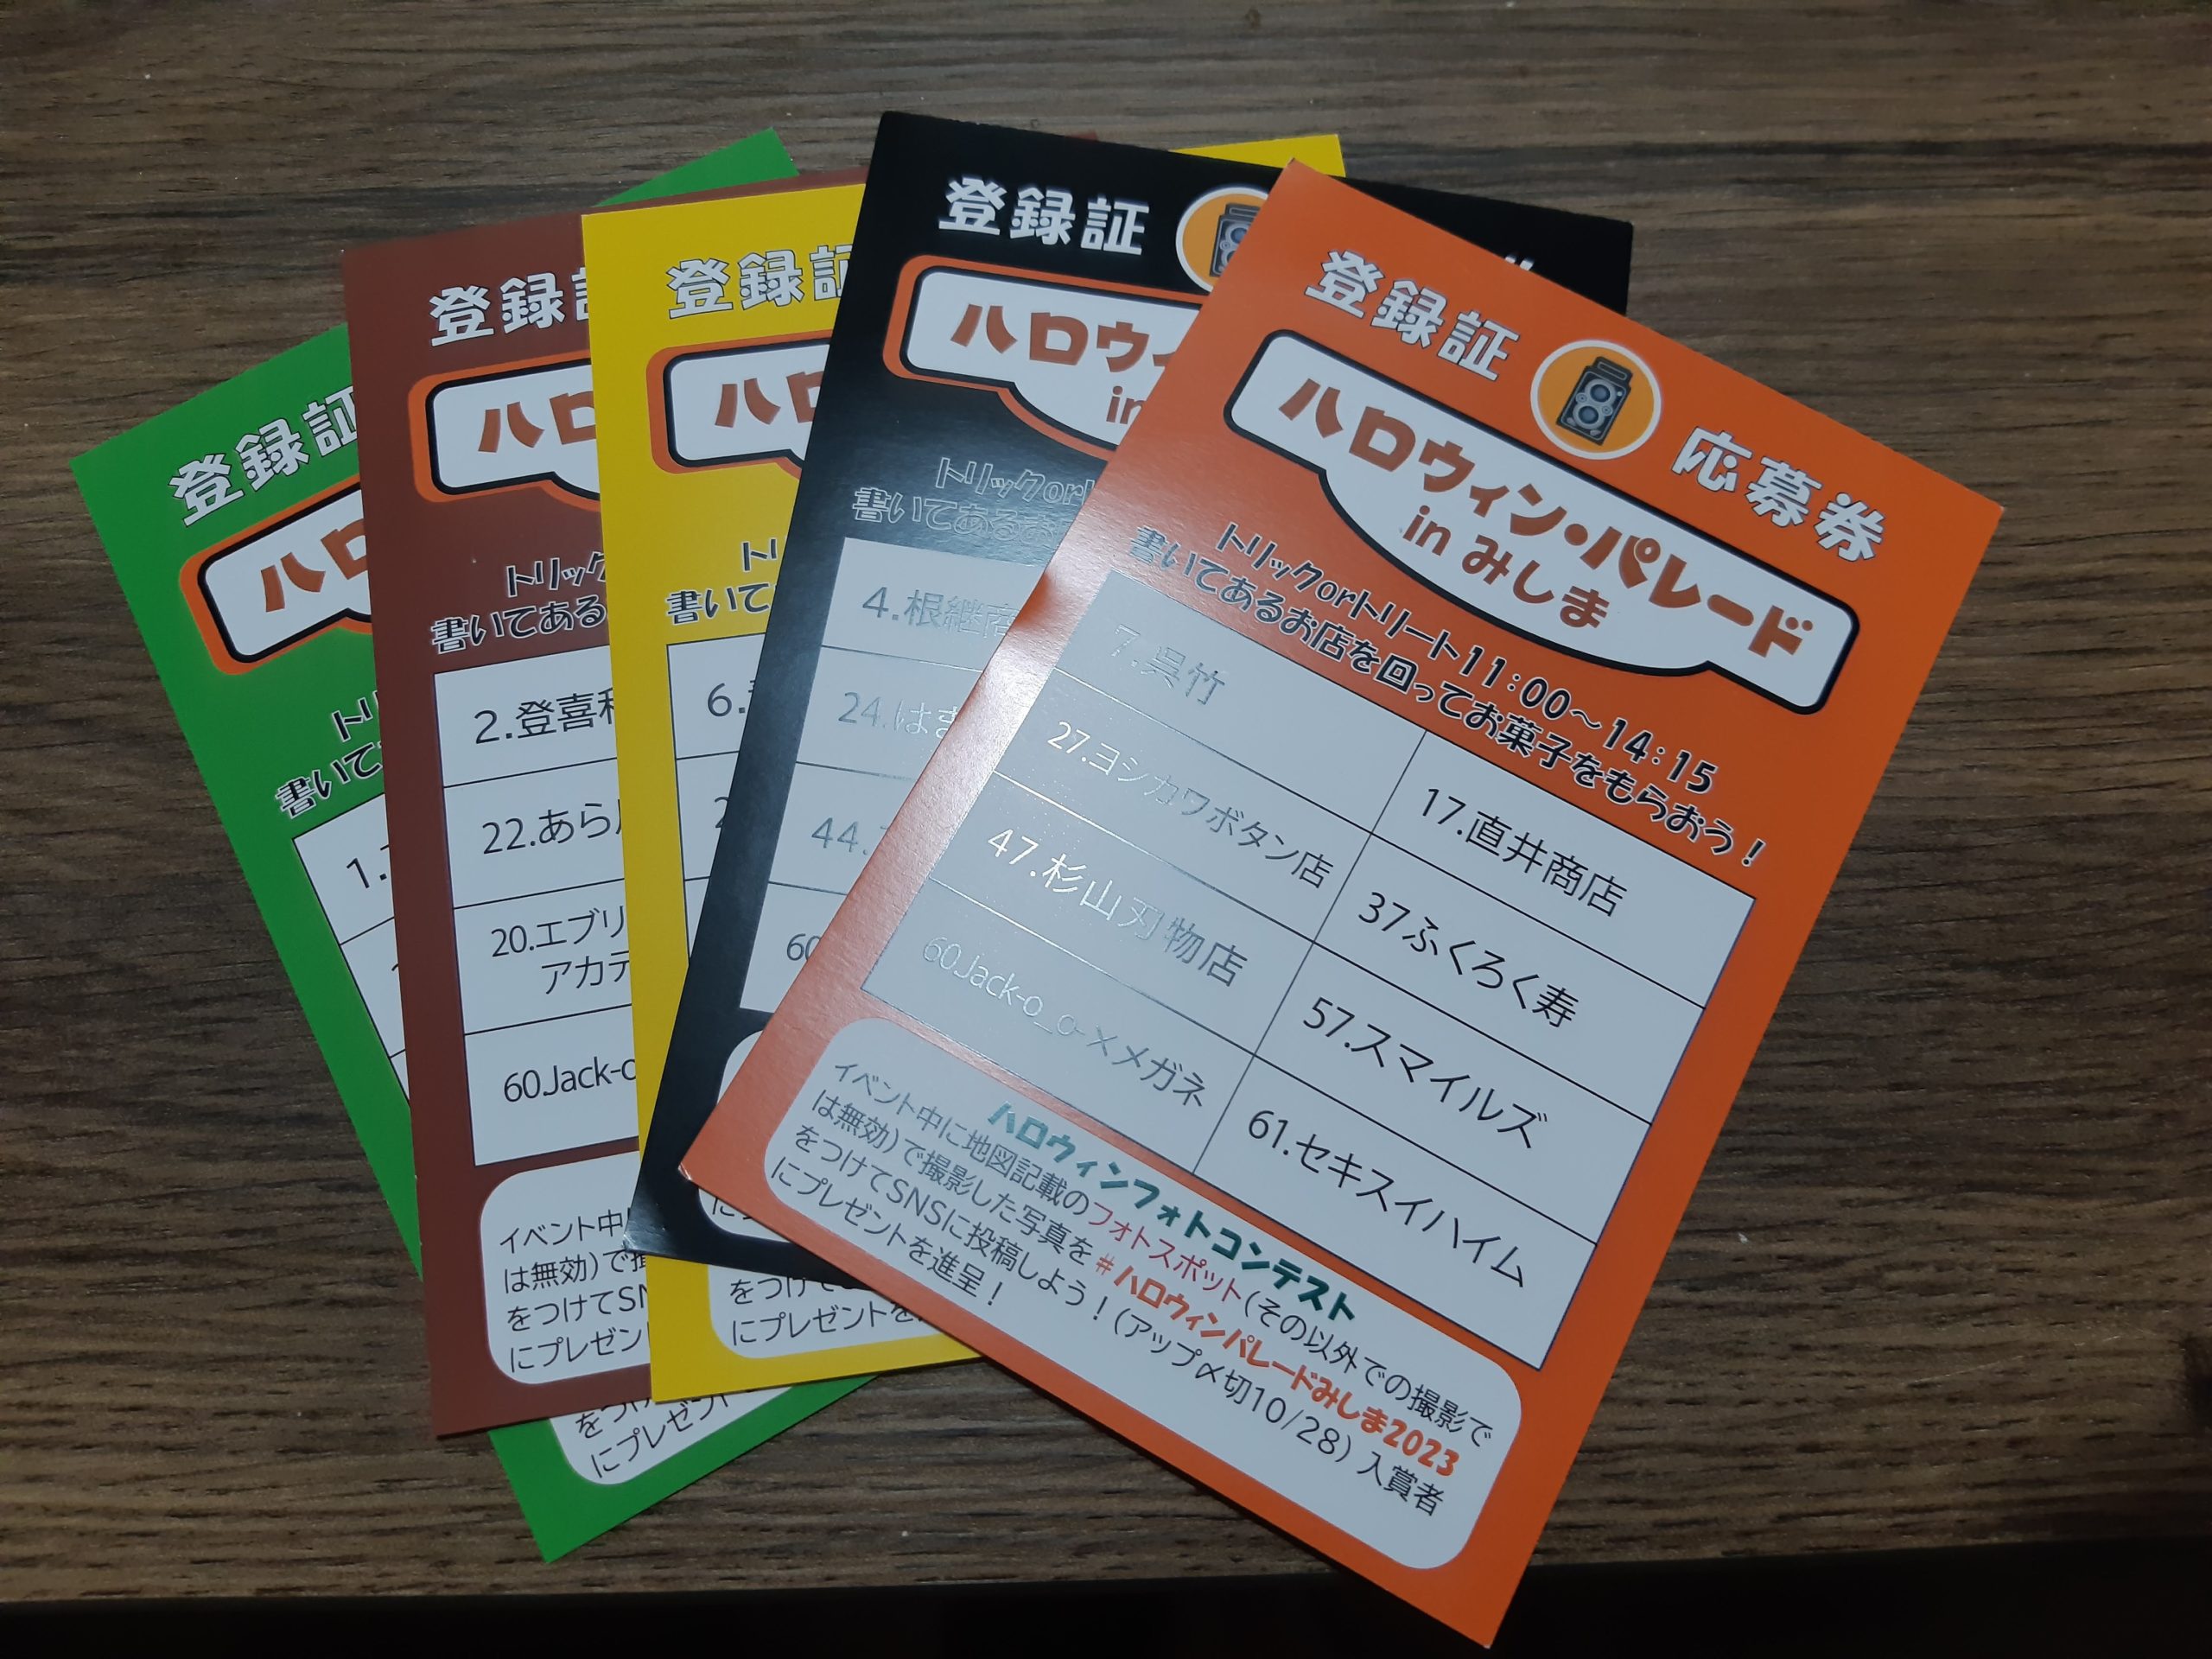 登録証
ハロ
書いて
1.
をつけ
にプレゼント
登録証
ハロ
トリック
書いてある
2.登喜
22.あら
20.エブリ
アカデ
60.Jack-o
イベント中
は無効)で撮
をつけてSN
にプレゼン
登録証
ハロ
書いて
6.
をつけて
にプレゼントを
登録証
ハロウィ
in
トリックor
書いてあるお
4.根継商
24.はき
44.
60
登録証 応募券
ハロウィン・パレード
in みしま
トリックorトリート11:00～14:15
書いてあるお店を回ってお菓子をもらおう!
7.呉竹 17.直井商店
27.ヨシカワボタン店 37ふくろく寿
47.杉山刃物店 57.スマイルズ
60.Jack-o_o-×メガネ 61.セキスイハイム
ハロウィンフォトコンテスト
イベント中に地図記載のフォトスポット(その以外での撮影で
は無効)で撮影した写真を#ハロウィンパレードみしま2023
をつけてSNSに投稿しよう!(アップ〆切10/28) 入賞者
にプレゼントを進呈!